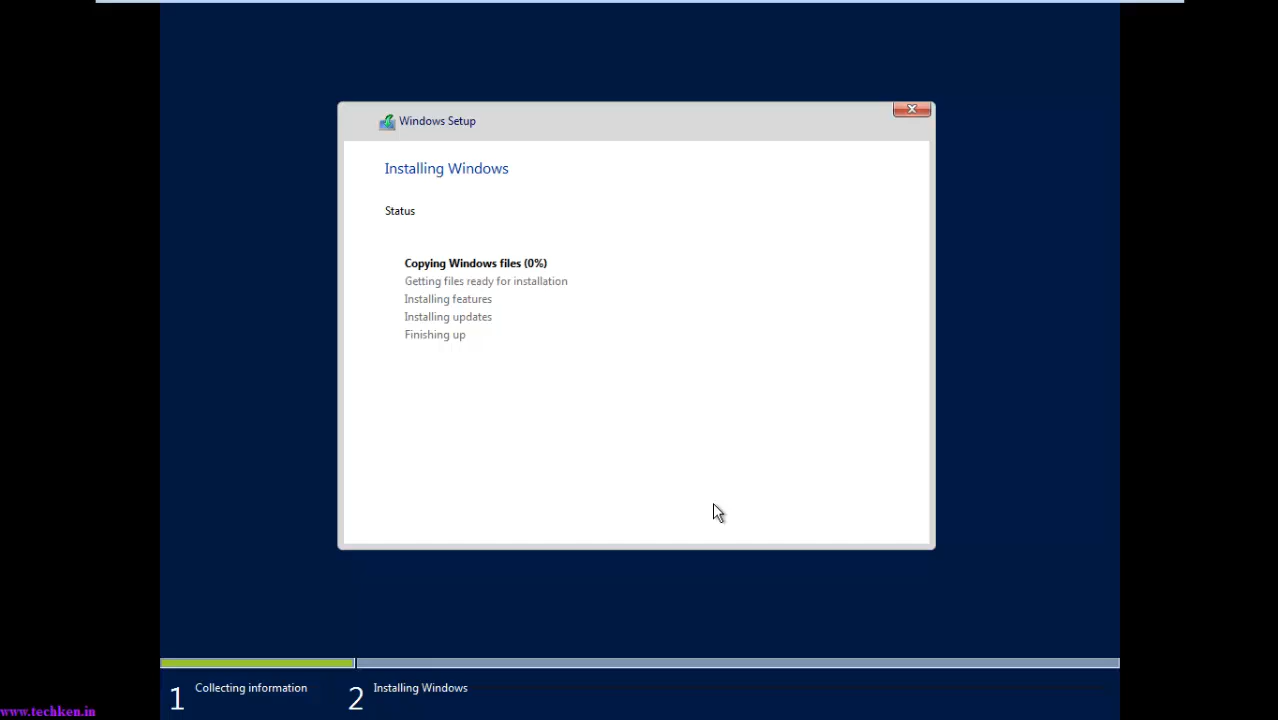 Windows Setup
Installing Windows
Status
Copying Windows files (0%)
Getting files ready for installation
Installing features
Installing updates
Finishing up
1 Collecting information
2 Installing Windows
www.techken.in